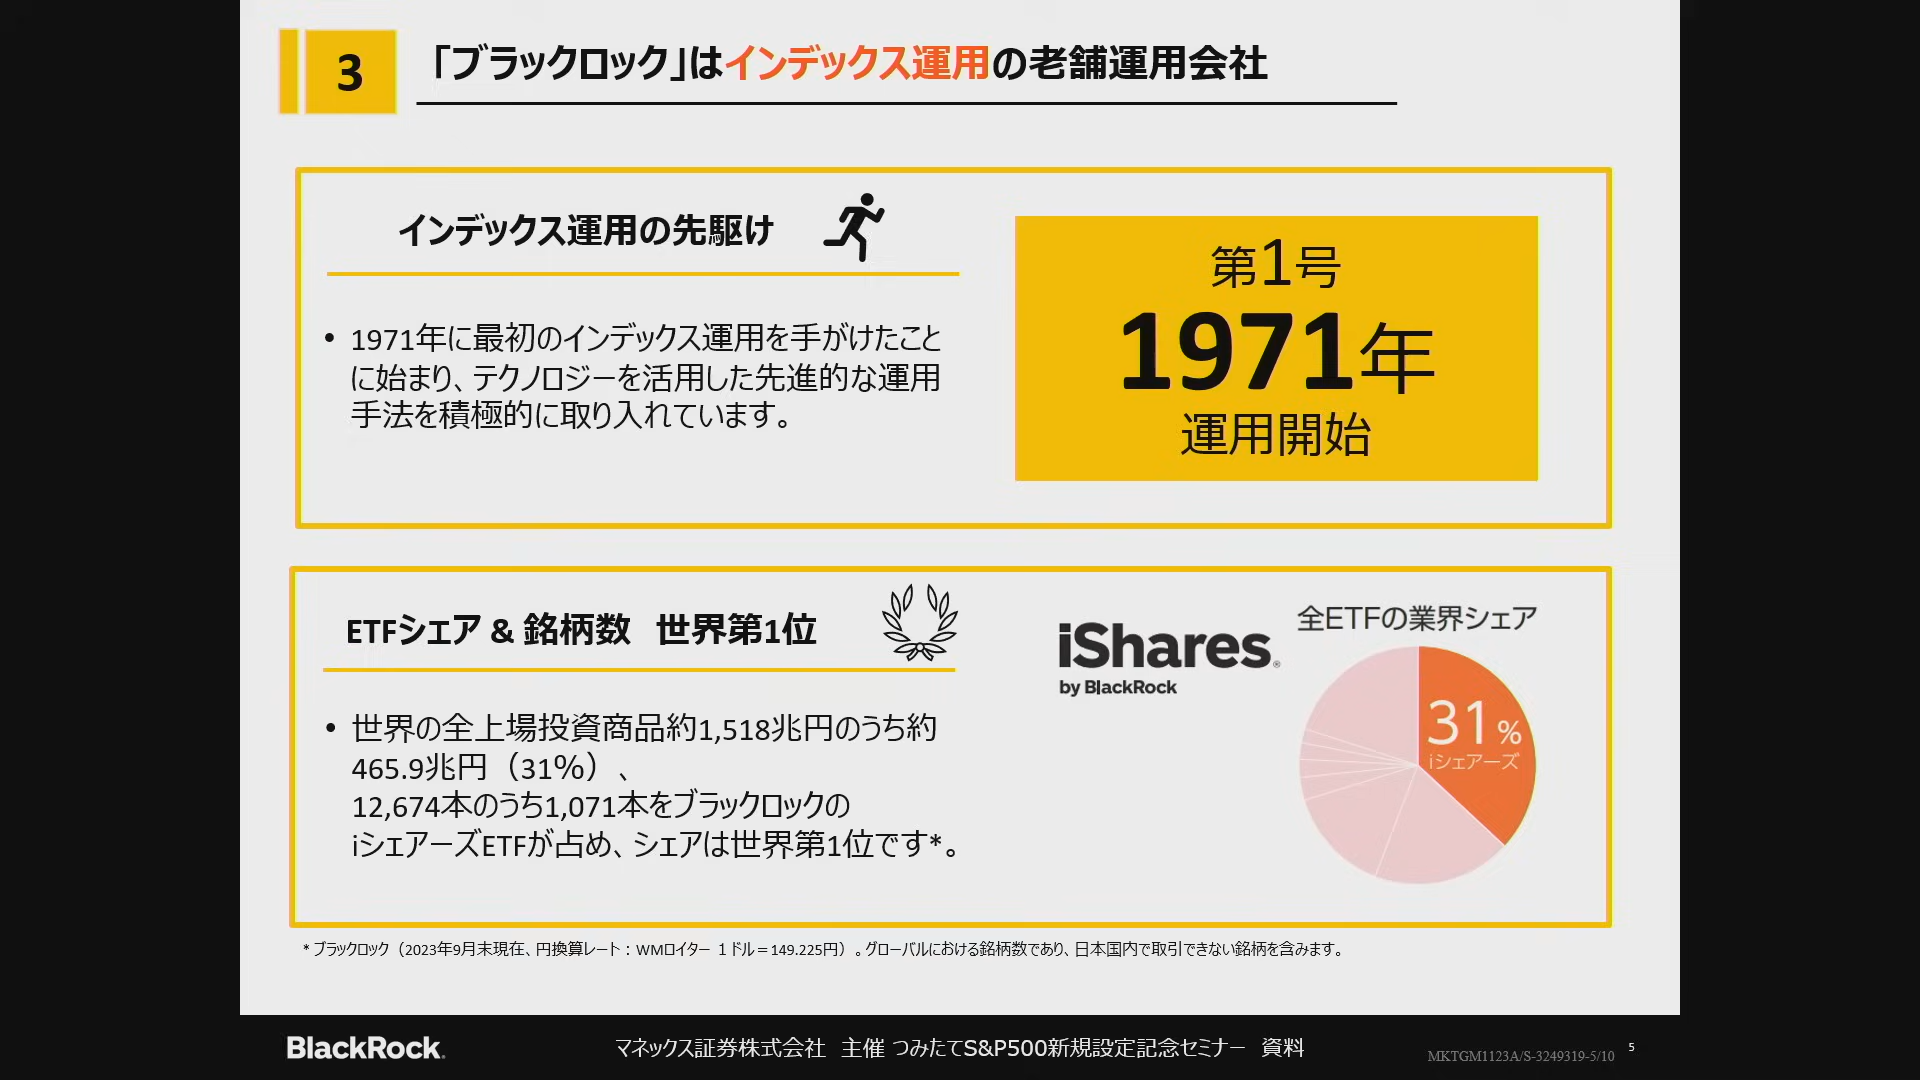 3
「ブラックロック」はインデックス運用の老舗運用会社
インデックス運用の先駆け
• 1971年に最初のインデックス運用を手がけたこと
に始まり、テクノロジーを活用した先進的な運用
手法を積極的に取り入れています。
第1号
1971年
運用開始
ETFシェア & 銘柄数 世界第1位
• 世界の全上場投資商品約1,518兆円のうち約
465.9兆円（31%）、
12,674本のうち1,071本をブラックロックの
iシェアーズETFが占め、シェアは世界第1位です*。
iShares®
by BlackRock
全ETFの業界シェア
31%
iシェアーズ
* ブラックロック（2023年9月末現在、円換算レート：WMロイター １ドル＝149.225円）。グローバルにおける銘柄数であり、日本国内で取引できない銘柄を含みます。
BlackRock.
マネックス証券株式会社 主催 つみたてS&P500新規設定記念セミナー 資料
MKTGM1123A/S-3249319-5/10
5